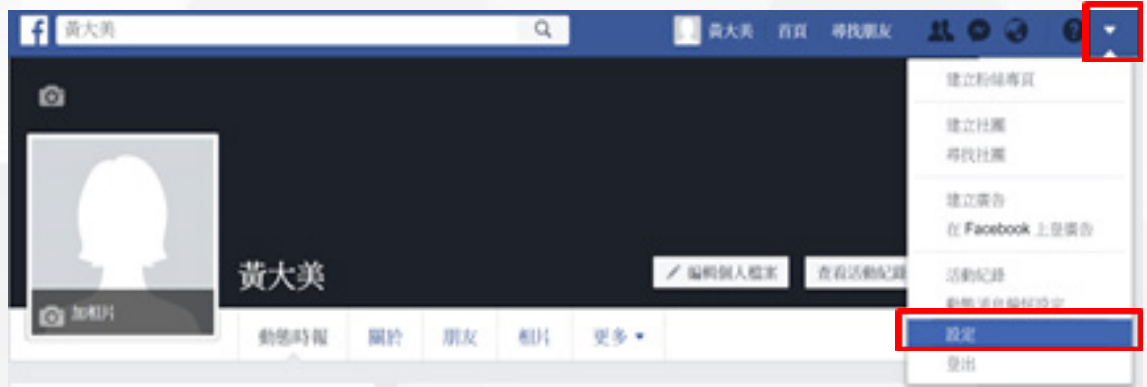 f 黃大美
黃大美 首頁 尋找朋友
建立粉絲專頁
建立社團
尋找社團
建立廣告
在 Facebook 上登廣告
活動紀錄
動態消息偏好設定
設定
登出
黃大美
編輯個人檔案 查看活動紀錄
加相片
動態時報 關於 朋友 相片 更多